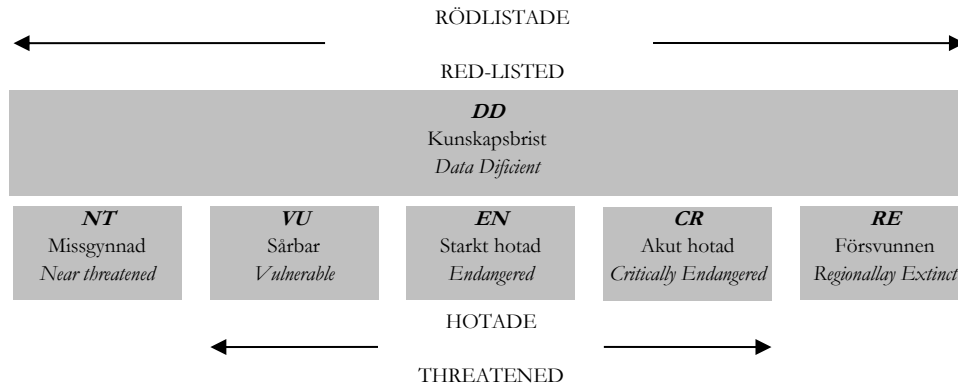 RÖDLISTADE
RED-LISTED
DD
Kunskapsbrist
Data Dificient
NT
Missgynnad
Near threatened
VU
Sårbar
Vulnerable
EN
Starkt hotad
Endangered
CR
Akut hotad
Critically Endangered
RE
Försvunnen
Regionallay Extinct
HOTADE
THREATENED